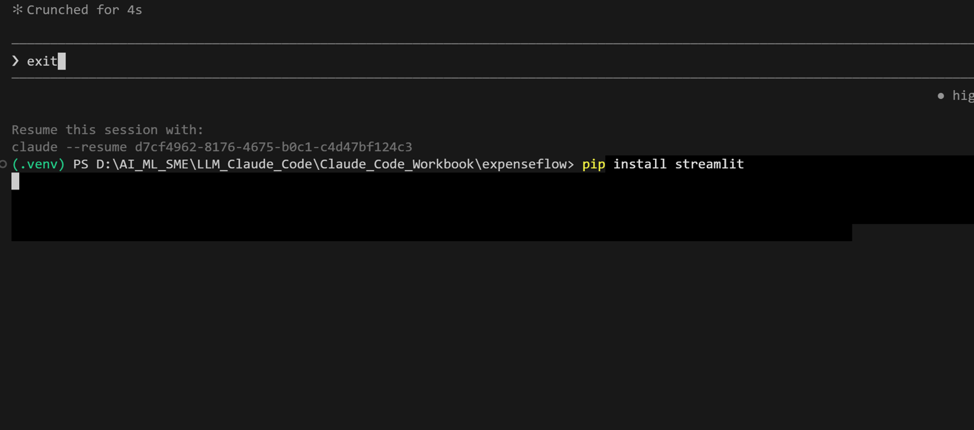 ✻ Crunched for 4s
❯ exit
● hig
Resume this session with:
claude --resume d7cf4962-8176-4675-b0c1-c4d47bf124c3
(.venv) PS D:\AI_ML_SME\LLM_Claude_Code\Claude_Code_Workbook\expenseflow> pip install streamlit